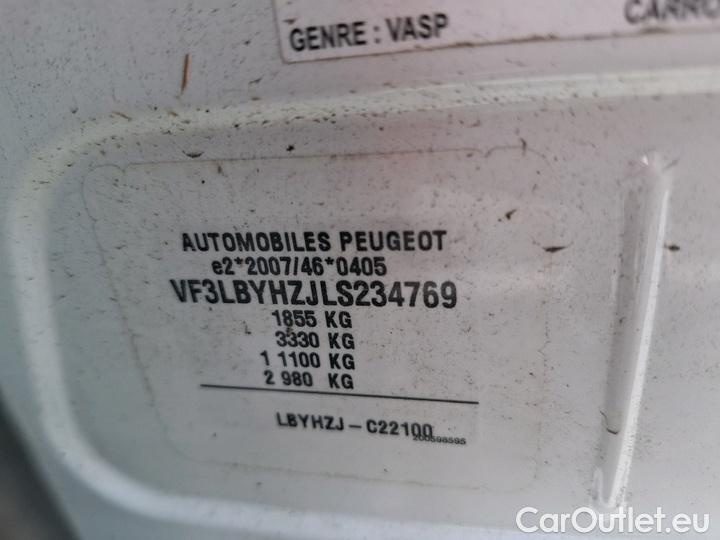 GENRE : VASP
AUTOMOBILES PEUGEOT
e2*2007/46*0405
VF3LBYHZJLS234769
1855 KG
3330 KG
1 1100 KG
2 980 KG
LBYHZJ - C22100
200598595
CarOutlet.eu